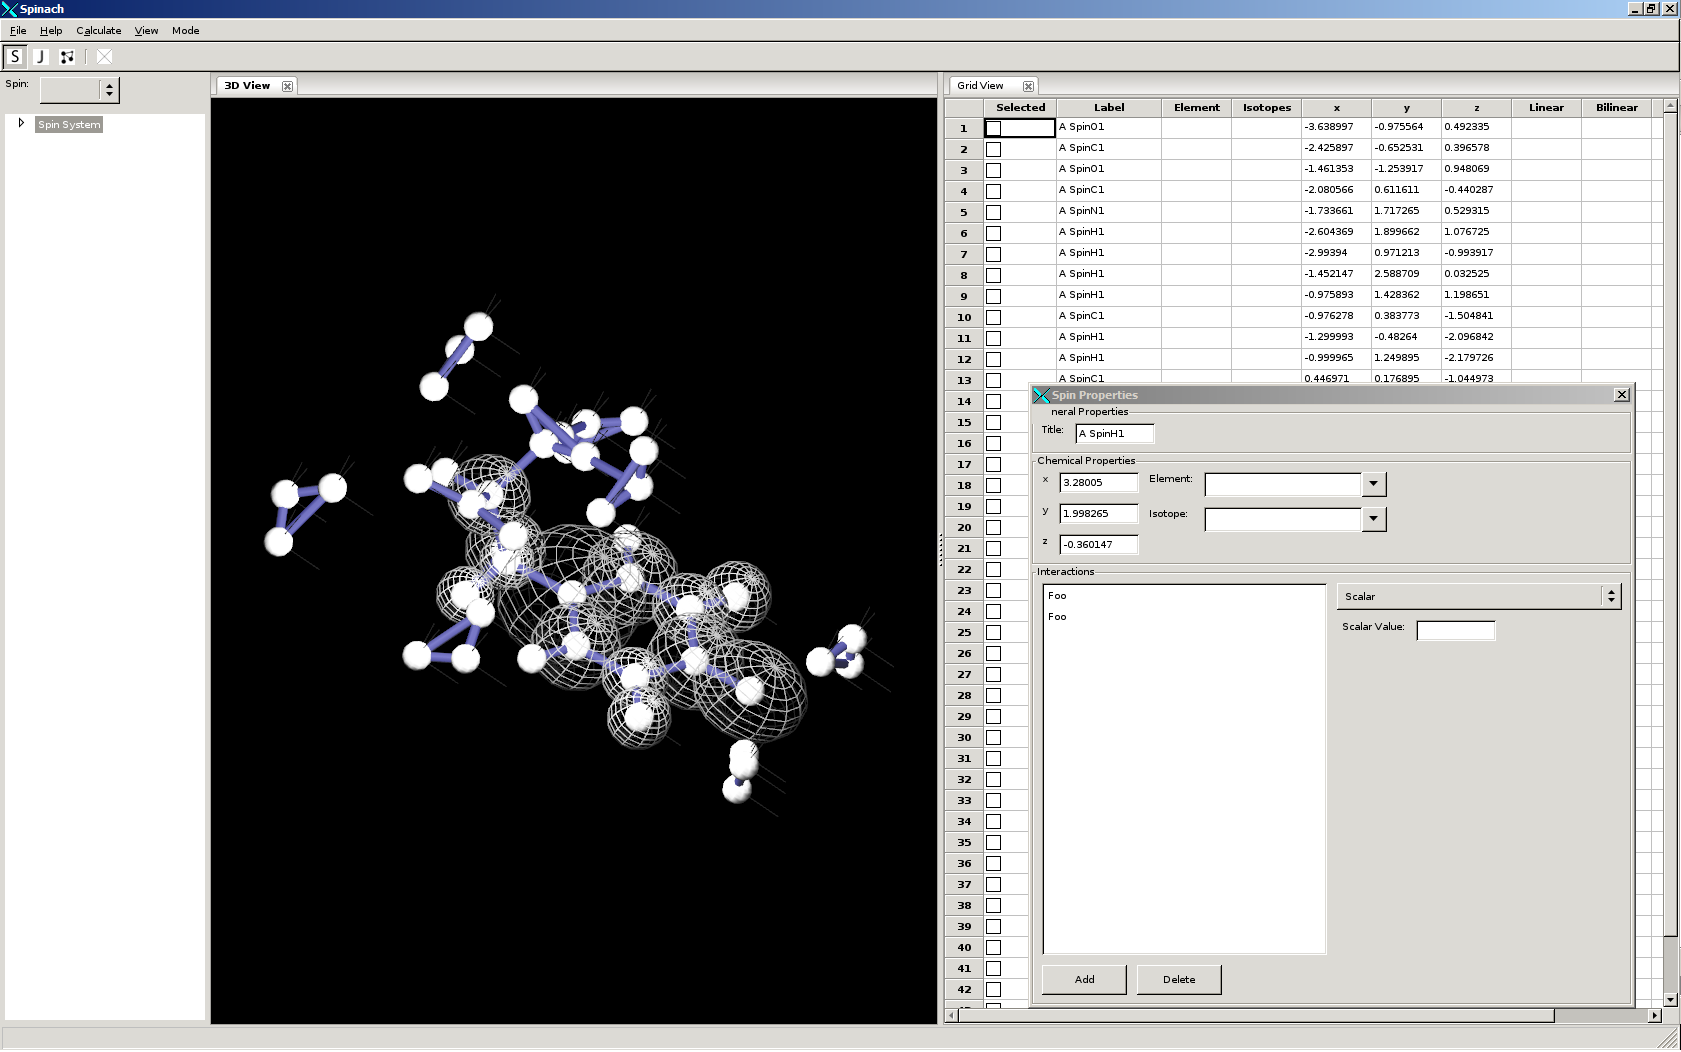 Spinach
File Help Calculate View Mode
S J
Spin:
Spin System
3D View
Grid View
Selected Label Element Isotopes x y z Linear Bilinear
1 A SpinO1 -3.638997 -0.975564 0.492335
2 A SpinC1 -2.425897 -0.652531 0.396578
3 A SpinO1 -1.461353 -1.253917 0.948069
4 A SpinC1 -2.080566 0.611611 -0.440287
5 A SpinN1 -1.733661 1.717265 0.529315
6 A SpinH1 -2.604369 1.899662 1.076725
7 A SpinH1 -2.99394 0.971213 -0.993917
8 A SpinH1 -1.452147 2.588709 0.032525
9 A SpinH1 -0.975893 1.428362 1.198651
10 A SpinC1 -0.976278 0.383773 -1.504841
11 A SpinH1 -1.299993 -0.48264 -2.096842
12 A SpinH1 -0.999965 1.249895 -2.179726
13 A SpinC1 0.446971 0.176895 -1.044973
14
15
16
17
18
19
20
21
22
23
24
25
26
27
28
29
30
31
32
33
34
35
36
37
38
39
40
41
42
Spin Properties
neral Properties
Title: A SpinH1
Chemical Properties
x 3.28005 Element:
y 1.998265 Isotope:
z -0.360147
Interactions
Foo
Foo
Scalar
Scalar Value:
Add Delete